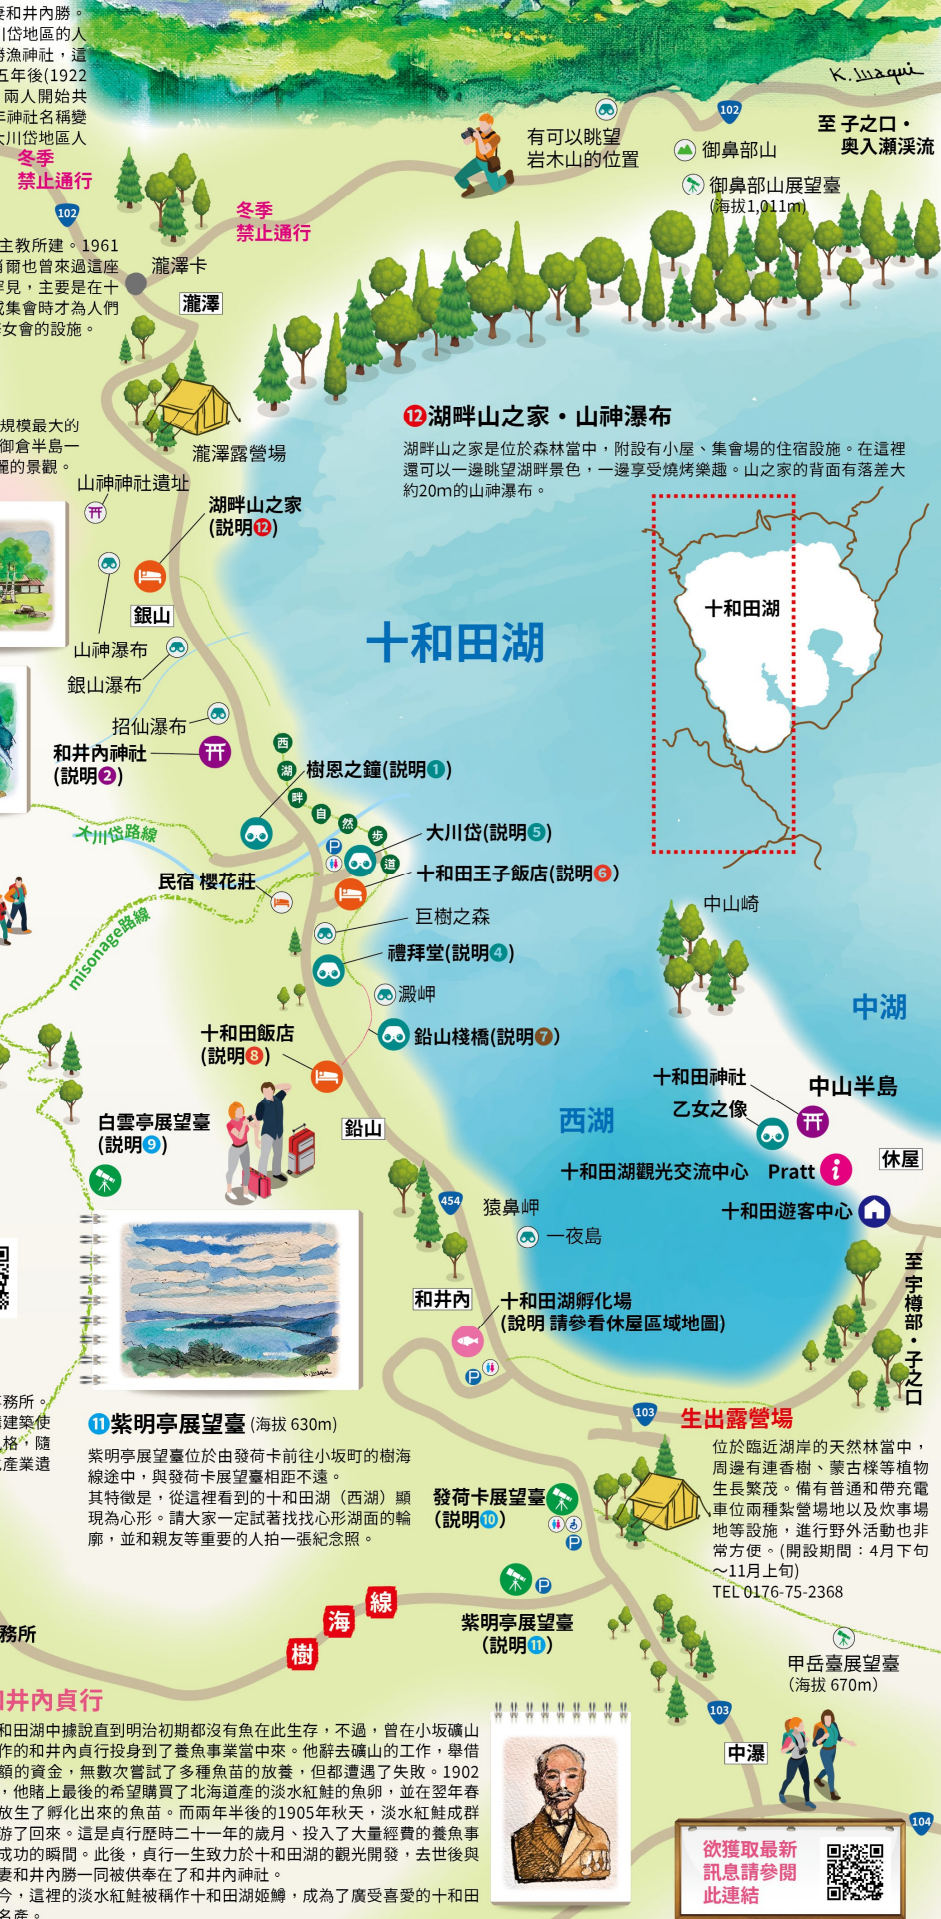 妻和井內勝。
川岱地區的人
勝漁神社，這
五年後(1922
兩人開始共
年神社名稱變
大川岱地區人
K. Iwaqui
102
至 子之口・
奧入瀨溪流
有可以眺望
岩木山的位置
御鼻部山
御鼻部山展望臺
(海拔1,011m)
冬季
禁止通行
102
冬季
禁止通行
主教所建。1961
爾也曾來過這座
罕見，主要是在十
或集會時才為人們
女會的設施。
瀧澤卡
瀧澤
規模最大的
御倉半島一
麗的景觀。
瀧澤露營場
⓬湖畔山之家・山神瀑布
湖畔山之家是位於森林當中，附設有小屋、集會場的住宿設施。在這裡
還可以一邊眺望湖畔景色，一邊享受燒烤樂趣。山之家的背面有落差大
約20m的山神瀑布。
山神神社遺址
湖畔山之家
(説明⓬)
銀山
山神瀑布
銀山瀑布
十和田湖
十和田湖
招仙瀑布
和井內神社
(説明❷)
西
湖
畔
自
然
步
道
樹恩之鐘(説明❶)
大川岱路線
P
大川岱(説明❺)
民宿 櫻花莊
十和田王子飯店(説明❻)
misonage路線
巨樹之森
禮拜堂(説明❹)
澱岬
鉛山棧橋(説明❼)
中山崎
中湖
十和田飯店
(説明❽)
鉛山
十和田神社
中山半島
乙女之像
西湖
白雲亭展望臺
(説明❾)
休屋
十和田湖觀光交流中心 Pratt
十和田遊客中心
454
猿鼻岬
一夜島
至 宇樽部・子之口
和井內
十和田湖孵化場
(說明 請參看休屋區域地圖)
P
K. Iwaqui
務所。
構建築使
格，隨
產業遺
⓫紫明亭展望臺 (海拔 630m)
紫明亭展望臺位於由發荷卡前往小坂町的樹海
線途中，與發荷卡展望臺相距不遠。
其特徵是，從這裡看到的十和田湖（西湖）顯
現為心形。請大家一定試著找找心形湖面的輪
廓，並和親友等重要的人拍一張紀念照。
103
生出露營場
位於臨近湖岸的天然林當中，
周邊有連香樹、蒙古櫟等植物
生長繁茂。備有普通和帶充電
車位兩種紮營場地以及炊事場
地等設施，進行野外活動也非
常方便。(開設期間：4月下旬
～11月上旬)
TEL 0176-75-2368
發荷卡展望臺
(説明❿)
P
P
紫明亭展望臺
(説明⓫)
樹
海
線
務所
甲岳臺展望臺
（海拔 670m）
103
中瀑
和井內貞行
和田湖中據說直到明治初期都沒有魚在此生存，不過，曾在小坂礦山
作的和井內貞行投身到了養魚事業當中來。他辭去礦山的工作，舉借
額的資金，無數次嘗試了多種魚苗的放養，但都遭遇了失敗。1902
，他賭上最後的希望購買了北海道產的淡水紅鮭的魚卵，並在翌年春
放生了孵化出來的魚苗。而兩年半後的1905年秋天，淡水紅鮭成群
游了回來。這是貞行歷時二十一年的歲月、投入了大量經費的養魚事
成功的瞬間。此後，貞行一生致力於十和田湖的觀光開發，去世後與
妻和井內勝一同被供奉在了和井內神社。
今，這裡的淡水紅鮭被稱作十和田湖姬鱒，成為了廣受喜愛的十和田
名產。
104
欲獲取最新
訊息請參閱
此連結